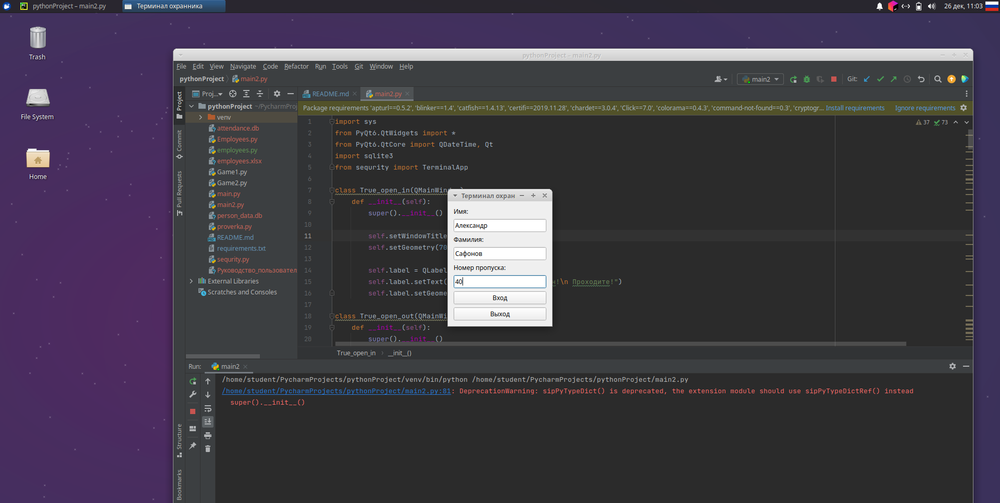 pythonProject – main2.py
Терминал охранника
26 дек, 11:03
Trash
File System
Home
pythonProject – main2.py
File Edit View Navigate Code Refactor Run Tools Git Window Help
pythonProject main2.py
main2
Git:
Project
Commit
Pull Requests
Structure
Bookmarks
Proj...
README.md
main2.py
pythonProject ~/PycharmProj
venv
attendance.db
Employees.py
employees.py
employees.xlsx
Game1.py
Game2.py
main.py
main2.py
person_data.db
proverka.py
README.md
requirements.txt
sequrity.py
Руководство_пользовател
External Libraries
Scratches and Consoles
Package requirements 'apturl==0.5.2', 'blinker==1.4', 'catfish==1.4.13', 'certifi==2019.11.28', 'chardet==3.0.4', 'Click==7.0', 'colorama==0.4.3', 'command-not-found==0.3', 'cryptogr... Install requirements Ignore requirements
37 73
1 import sys
2 from PyQt6.QtWidgets import *
3 from PyQt6.QtCore import QDateTime, Qt
4 import sqlite3
5 from sequrity import TerminalApp
6
7 class True_open_in(QMainWind
8 def __init__(self):
9 super().__init__()
10
11 self.setWindowTitle
12 self.setGeometry(70
13
14 self.label = QLabel
15 self.label.setText( н!\n Проходите!")
16 self.label.setGeome
17
18 class True_open_out(QMainWi
19 def __init__(self):
20 super().__init__()
True_open_in __init__()
Терминал охран
Имя:
Александр
Фамилия:
Сафонов
Номер пропуска:
40
Вход
Выход
Run: main2
/home/student/PycharmProjects/pythonProject/venv/bin/python /home/student/PycharmProjects/pythonProject/main2.py
/home/student/PycharmProjects/pythonProject/main2.py:81: DeprecationWarning: sipPyTypeDict() is deprecated, the extension module should use sipPyTypeDictRef() instead
super().__init__()